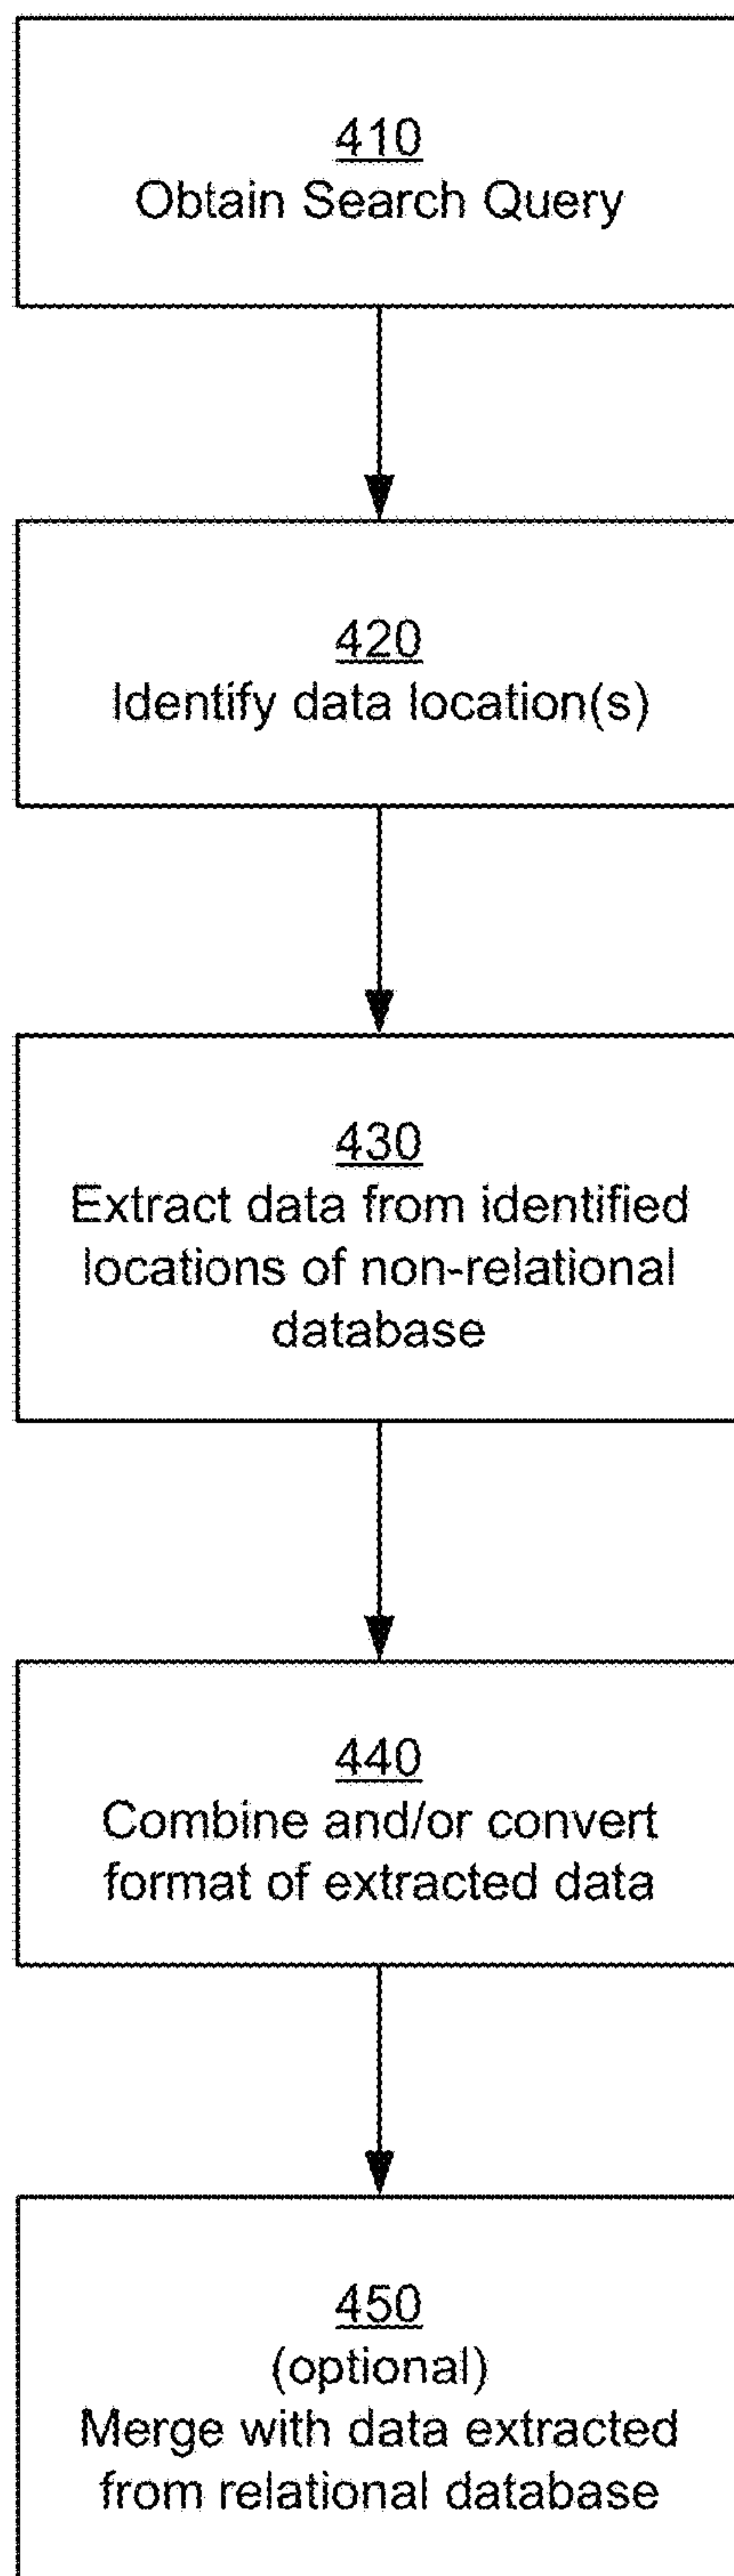 410
Obtain Search Query
420
Identify data location(s)
430
Extract data from identified
locations of non-relational
database
440
Combine and/or convert
format of extracted data
450
(optional)
Merge with data extracted
from relational database